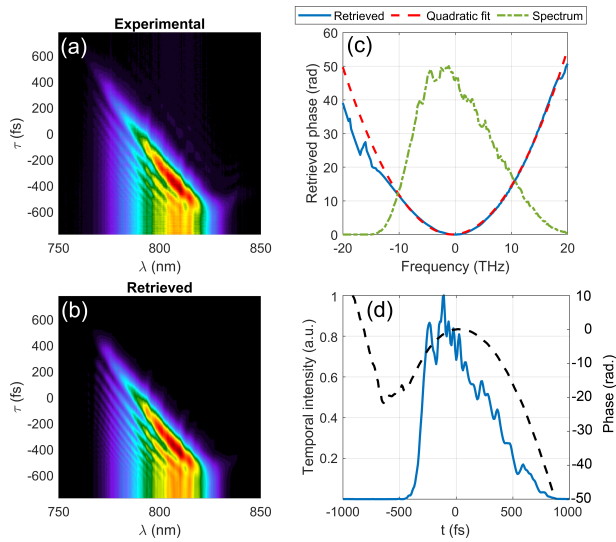 Experimental
(a)
600
400
200
0
-200
-400
-600
τ (fs)
750
800
850
λ (nm)
Retrieved
Quadratic fit
Spectrum
(c)
60
50
40
30
20
10
0
Retrieved phase (rad)
-20
-10
0
10
20
Frequency (THz)
Retrieved
(b)
600
400
200
0
-200
-400
-600
τ (fs)
750
800
850
λ (nm)
(d)
1
0.8
0.6
0.4
0.2
Temporal intensity (a.u.)
10
0
-10
-20
-30
-40
-50
Phase (rad.)
-1000
-500
0
500
1000
t (fs)